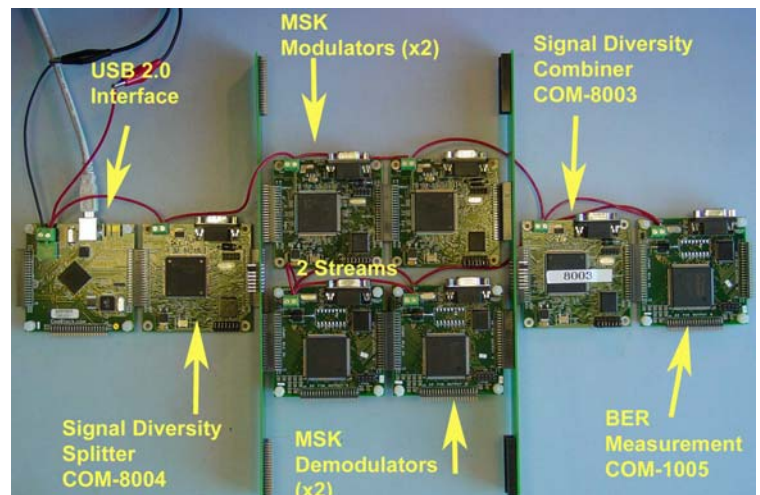 MSK
Modulators (x2)
Signal Diversity
Combiner
COM-8003
USB 2.0
Interface
2 Streams
8003
Signal Diversity
Splitter
COM-8004
MSK
Demodulators
(x2)
BER
Measurement
COM-1005